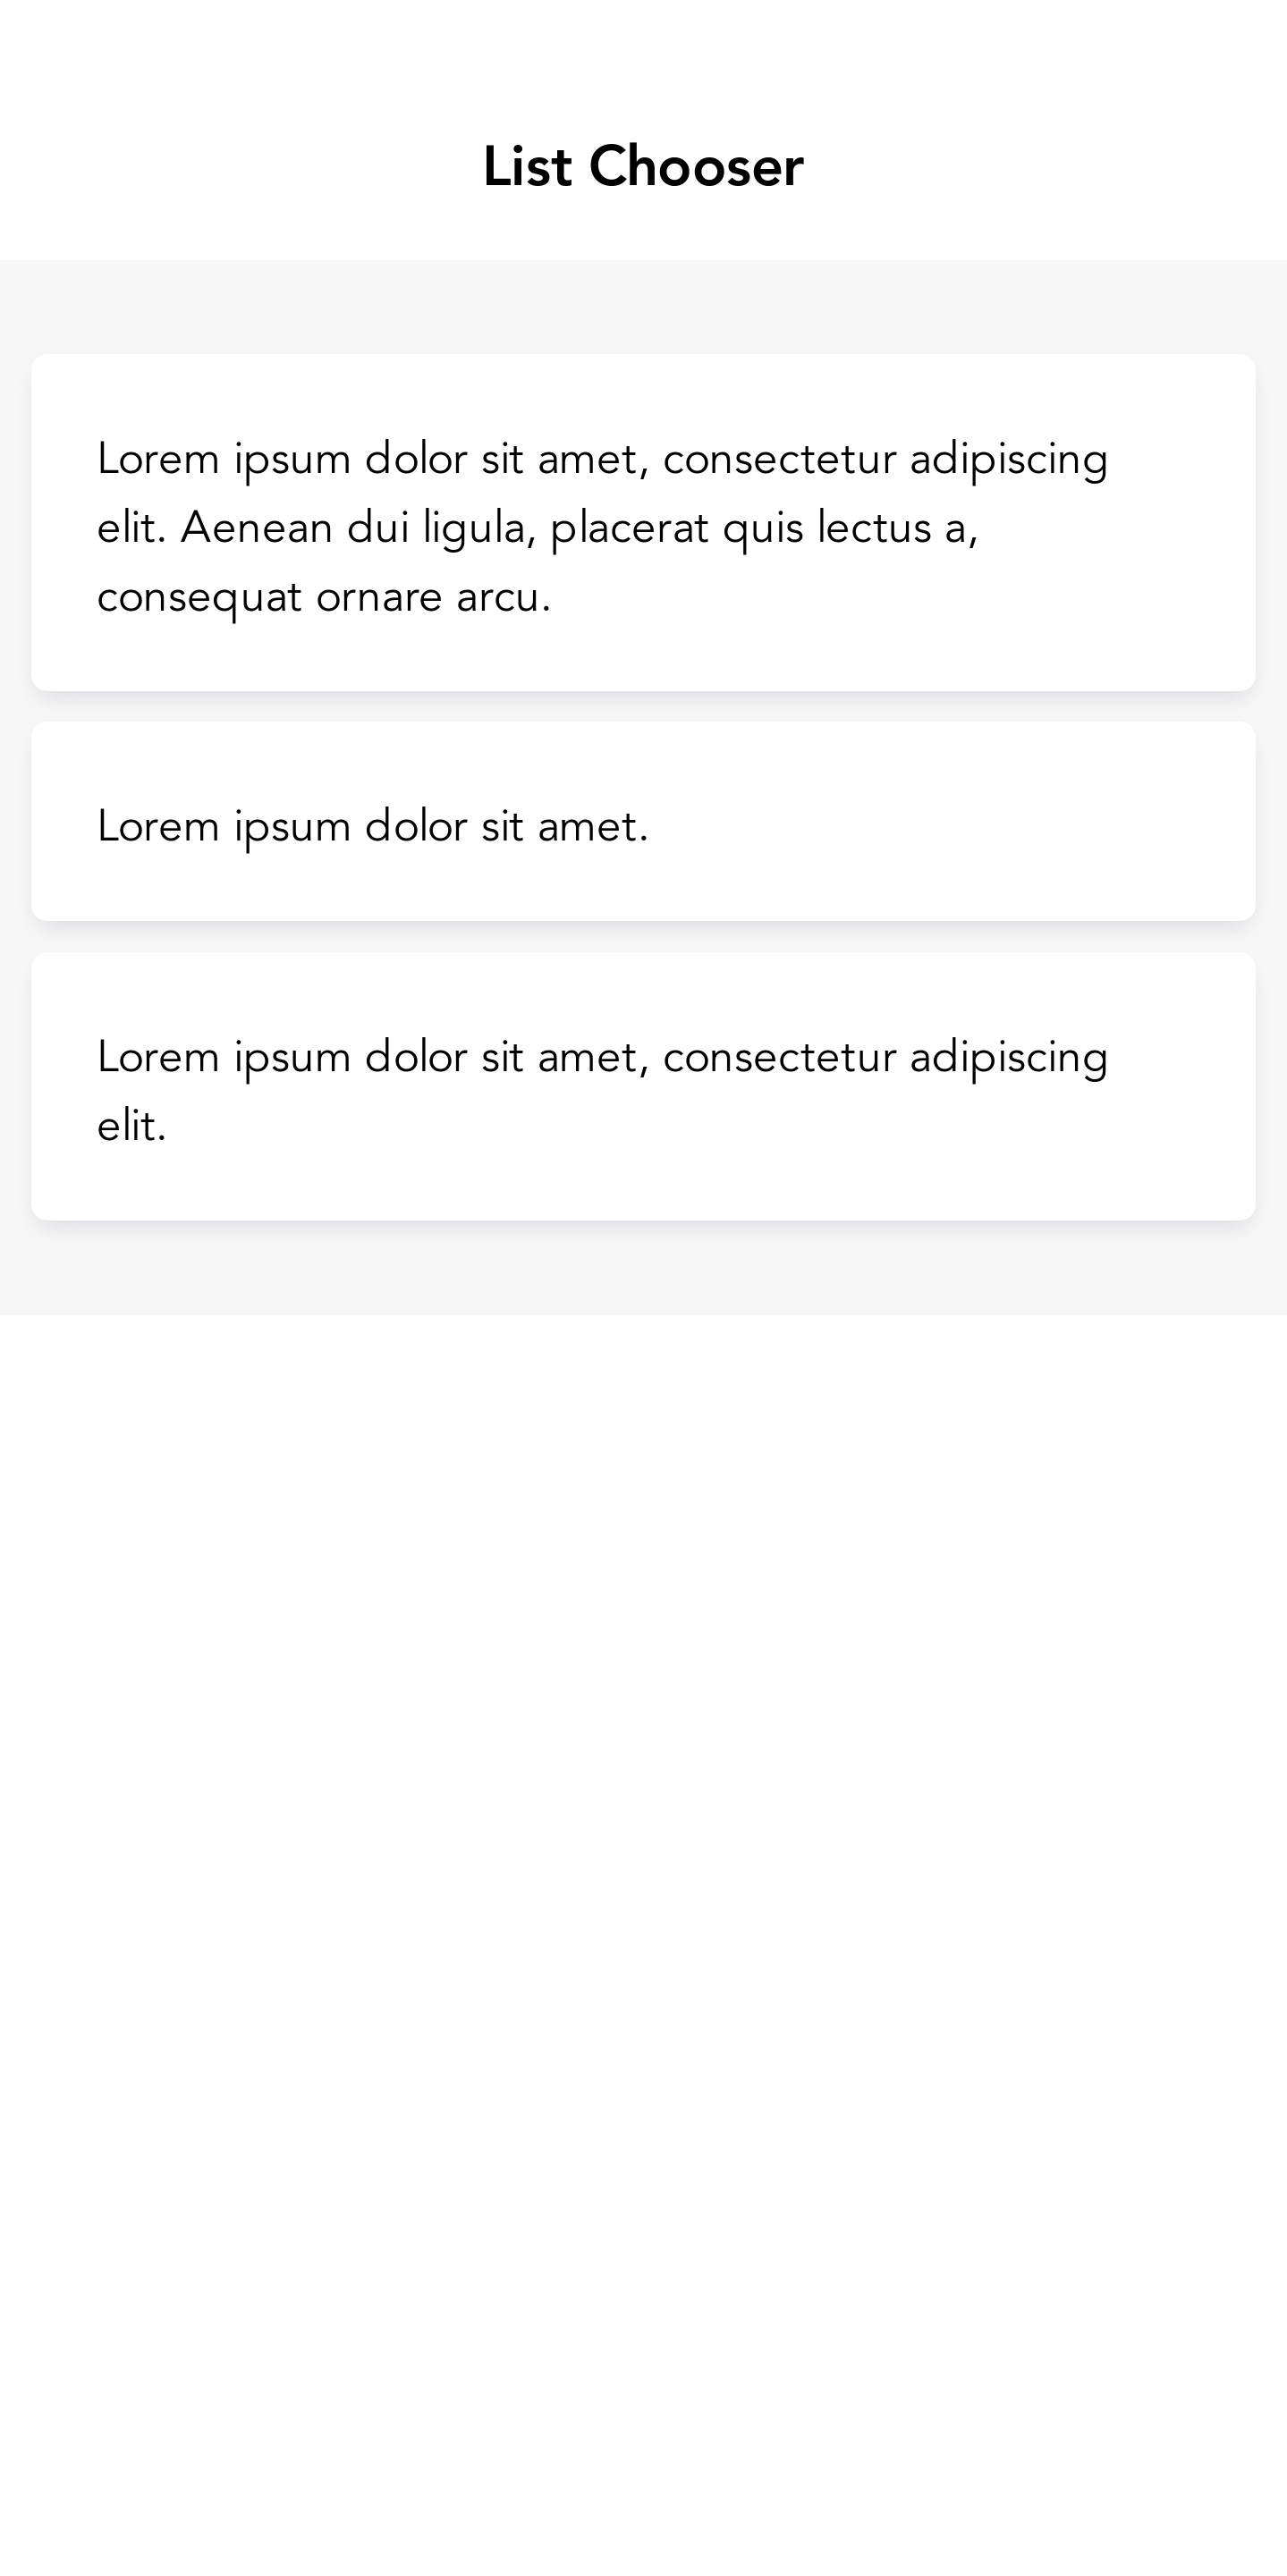 List Chooser
Lorem ipsum dolor sit amet, consectetur adipiscing
elit. Aenean dui ligula, placerat quis lectus a,
consequat ornare arcu.
Lorem ipsum dolor sit amet.
Lorem ipsum dolor sit amet, consectetur adipiscing
elit.